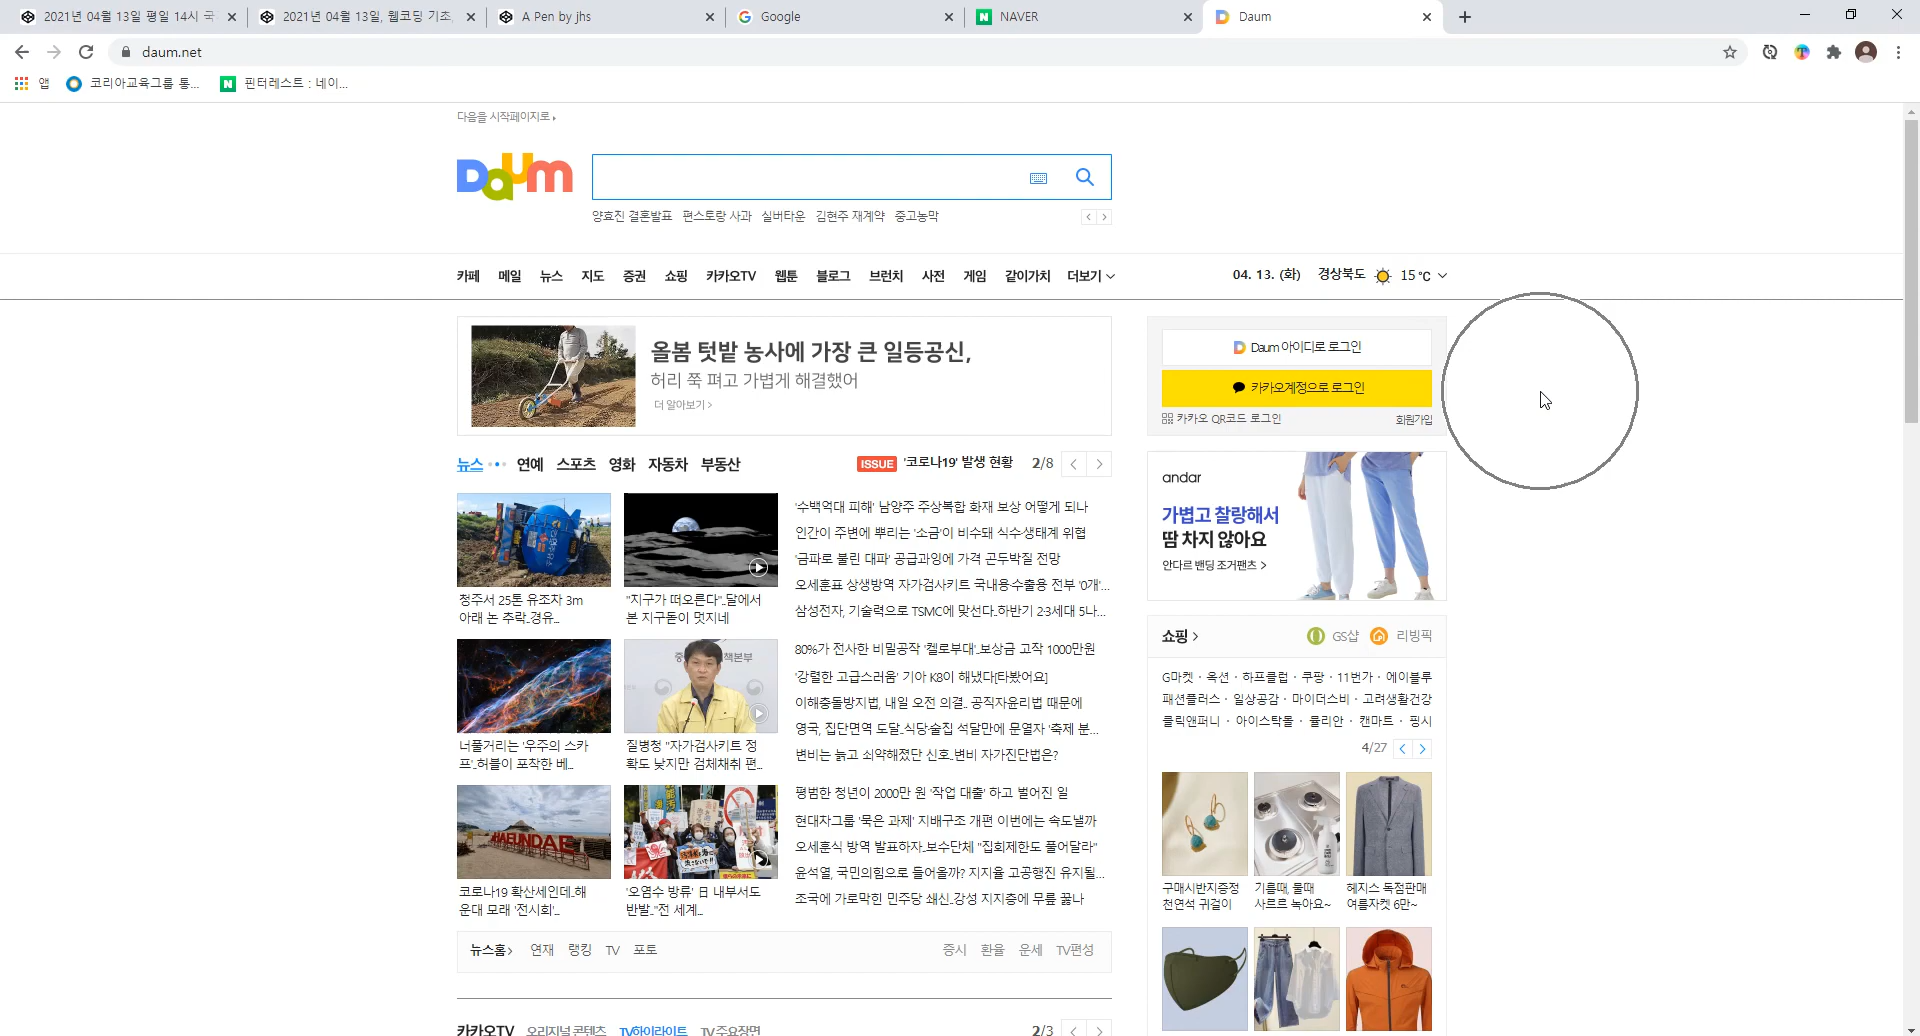 2021년 04월 13일 평일 14시 국
2021년 04월 13일, 웹코딩 기초,
A Pen by jhs
Google
NAVER
Daum
daum.net
앱
코리아교육그룹 통...
핀터레스트 : 네이...
다음을 시작페이지로
Daum
양효진 결혼발표 편스토랑 사과 실버타운 김현주 재계약 중고농막
카페 메일 뉴스 지도 증권 쇼핑 카카오TV 웹툰 블로그 브런치 사전 게임 같이가치 더보기
04. 13. (화) 경상북도 15 ℃
올봄 텃밭 농사에 가장 큰 일등공신,
허리 쭉 펴고 가볍게 해결했어
더 알아보기 >
Daum 아이디로 로그인
카카오계정으로 로그인
카카오 QR코드 로그인 회원가입
뉴스 연예 스포츠 영화 자동차 부동산
ISSUE '코로나19' 발생 현황 2/8
청주서 25톤 유조차 3m
아래 논 추락..경유...
"지구가 떠오른다"..달에서
본 지구돋이 멋지네
너풀거리는 '우주의 스카
프'..허블이 포착한 베...
질병청 "자가검사키트 정
확도 낮지만 검체채취 편...
HAEUNDAE
코로나19 확산세인데..해
운대 모래 '전시회'...
'오염수 방류' 日 내부서도
반발.."전 세계...
'수백억대 피해' 남양주 주상복합 화재 보상 어떻게 되나
인간이 주변에 뿌리는 '소금'이 비수돼 식수·생태계 위협
'금파로 불린 대파' 공급과잉에 가격 곤두박질 전망
오세훈표 상생방역 자가검사키트 국내용·수출용 전부 '0개'...
삼성전자, 기술력으로 TSMC에 맞선다..하반기 2·3세대 5나...
80%가 전사한 비밀공작 '켈로부대'..보상금 고작 1000만원
'강렬한 고급스러움' 기아 K8이 해냈다[타봤어요]
이해충돌방지법, 내일 오전 의결.. 공직자윤리법 때문에
영국, 집단면역 도달..식당·술집 석달만에 문열자 '축제 분...
변비는 늙고 쇠약해졌단 신호..변비 자가진단법은?
평범한 청년이 2000만 원 '작업 대출' 하고 벌어진 일
현대차그룹 '묵은 과제' 지배구조 개편 이번에는 속도낼까
오세훈식 방역 발표하자..보수단체 "집회제한도 풀어달라"
윤석열, 국민의힘으로 들어올까? 지지율 고공행진 유지될...
조국에 가로막힌 민주당 쇄신..강성 지지층에 무릎 꿇나
뉴스홈> 연재 랭킹 TV 포토
증시 환율 운세 TV편성
카카오TV 오리지널 콘텐츠 TV하이라이트 TV 주요장면 2/3
andar
가볍고 찰랑해서
땀 차지 않아요
안다르 밴딩 조거팬츠 >
쇼핑 > GS샵 리빙픽
G마켓 · 옥션 · 하프클럽 · 쿠팡 · 11번가 · 에이블루
패션플러스 · 일상공감 · 마이더스비 · 고려생활건강
클릭앤퍼니 · 아이스탁몰 · 율리안 · 캔마트 · 핑시
4/27
구매시반지증정
천연석 귀걸이
기름때, 물때
사르르 녹아요~
헤지스 독점판매
여름자켓 6만~